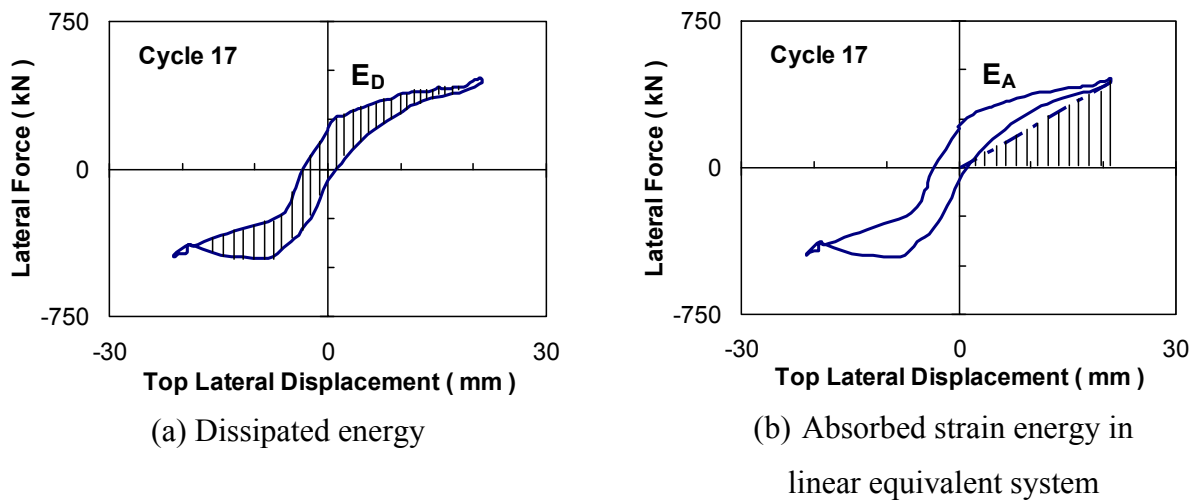 750
Cycle 17
E_D
0
-750
-30
0
30
Lateral Force ( kN )
Top Lateral Displacement ( mm )
(a) Dissipated energy
750
Cycle 17
E_A
0
-750
-30
0
30
Lateral Force ( kN )
Top Lateral Displacement ( mm )
(b) Absorbed strain energy in
linear equivalent system